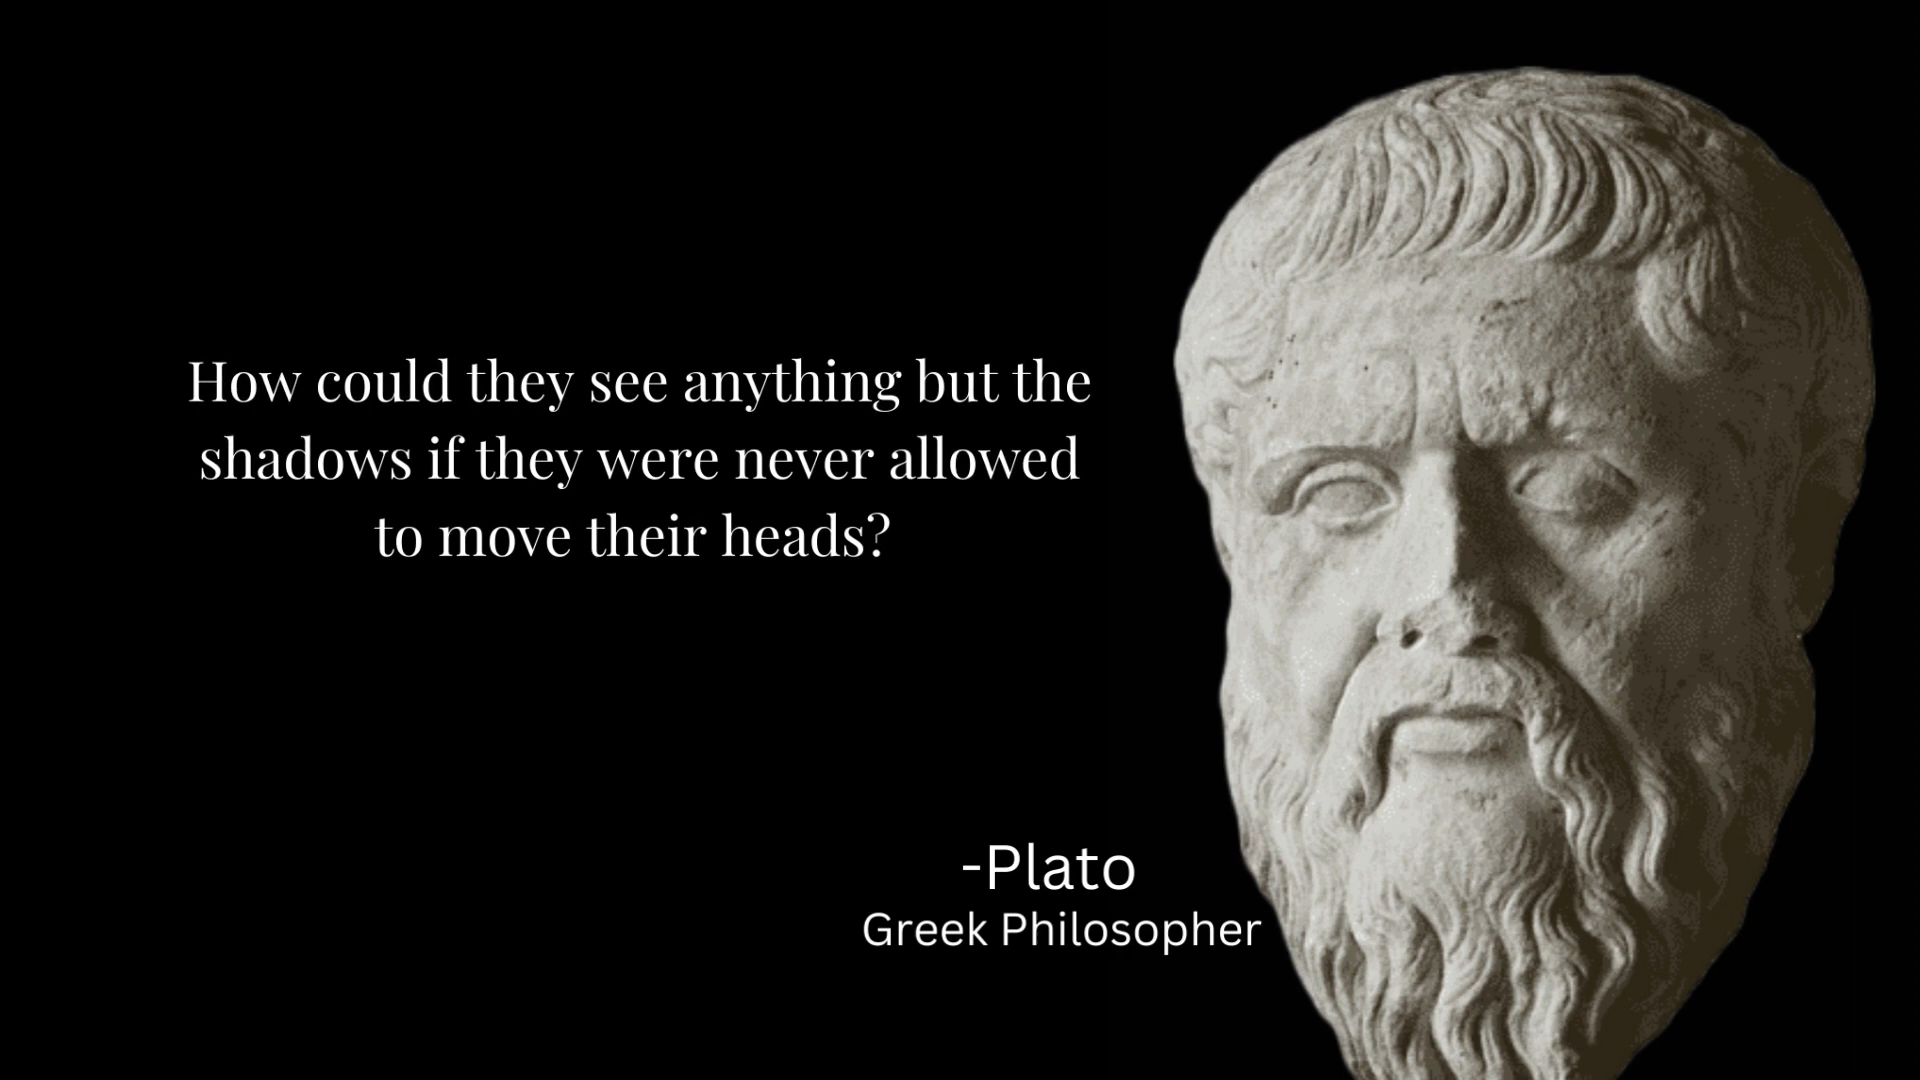 How could they see anything but the
shadows if they were never allowed
to move their heads?
-Plato
Greek Philosopher